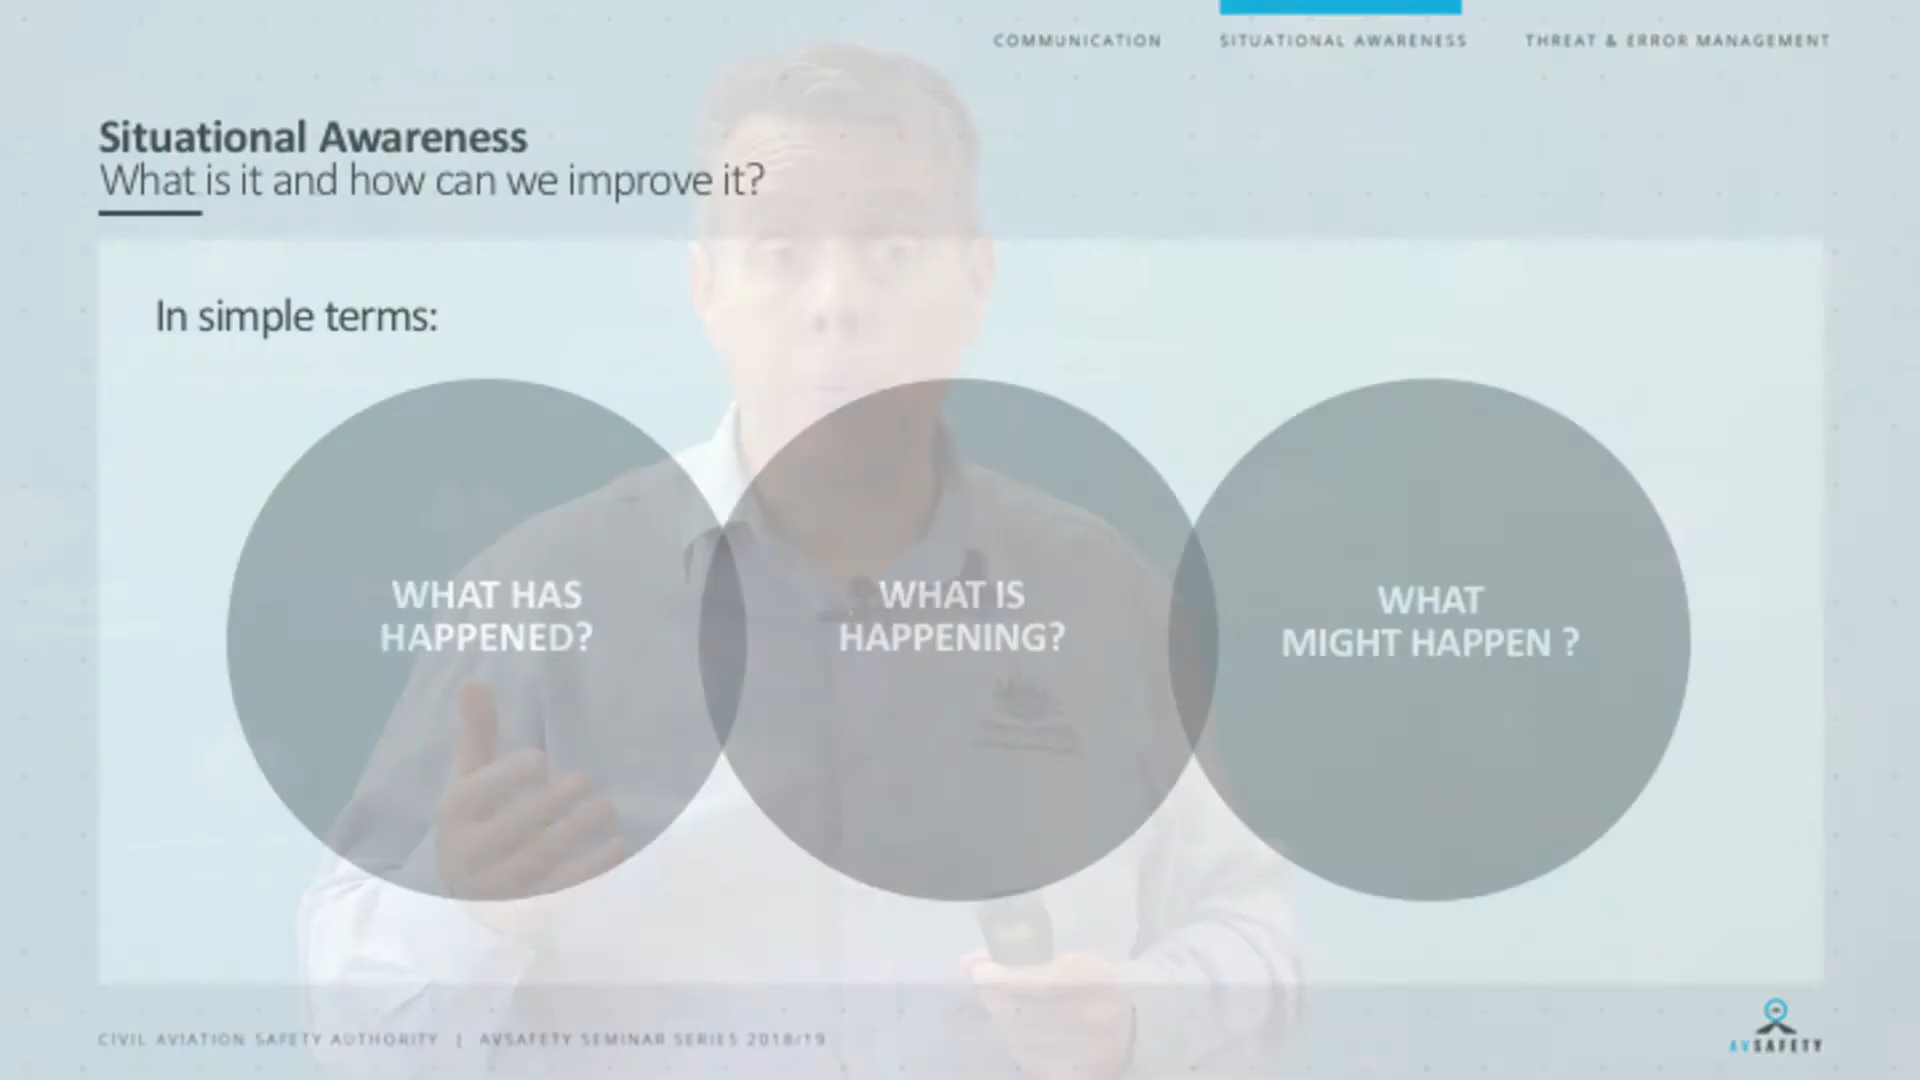 COMMUNICATION
SITUATIONAL AWARENESS
THREAT & ERROR MANAGEMENT
Situational Awareness
What is it and how can we improve it?
In simple terms:
WHAT HAS
HAPPENED?
WHAT IS
HAPPENING?
WHAT
MIGHT HAPPEN ?
CIVIL AVIATION SAFETY AUTHORITY | AVSAFETY SEMINAR SERIES 2018/19
AVSAFETY